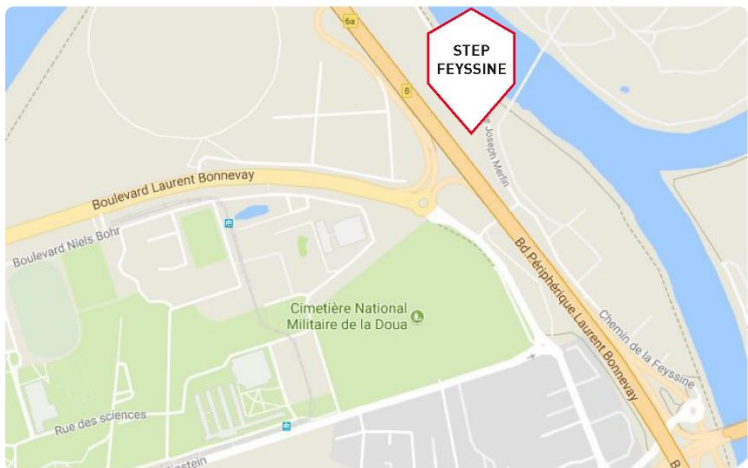 6a
STEP
FEYSSINE
6
Joseph Merlin
Boulevard Laurent Bonnevay
Boulevard Niels Bohr
Bd Périphérique Laurent Bonnevay
Cimetière National
Militaire de la Doua
Chemin de la Feyssine
Rue des sciences